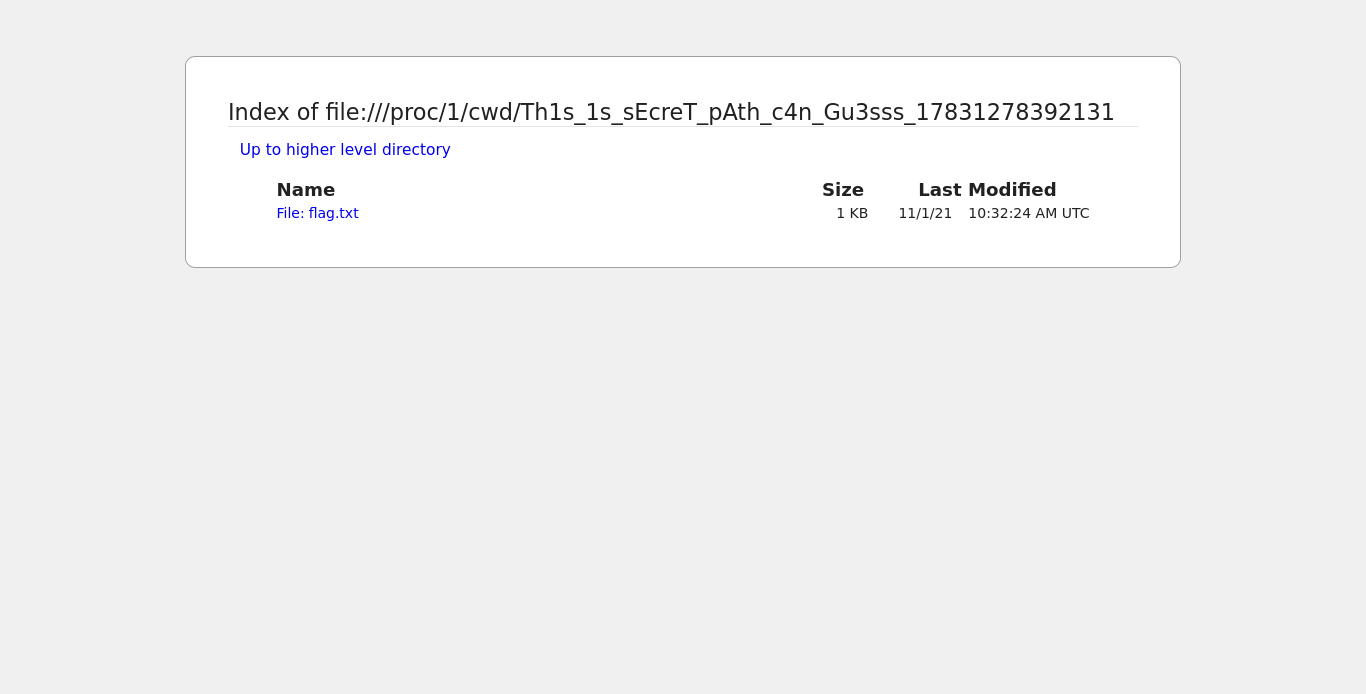 Index of file:///proc/1/cwd/Th1s_1s_sEcreT_pAth_c4n_Gu3sss_17831278392131
Up to higher level directory
Name Size Last Modified
File: flag.txt 1 KB 11/1/21 10:32:24 AM UTC